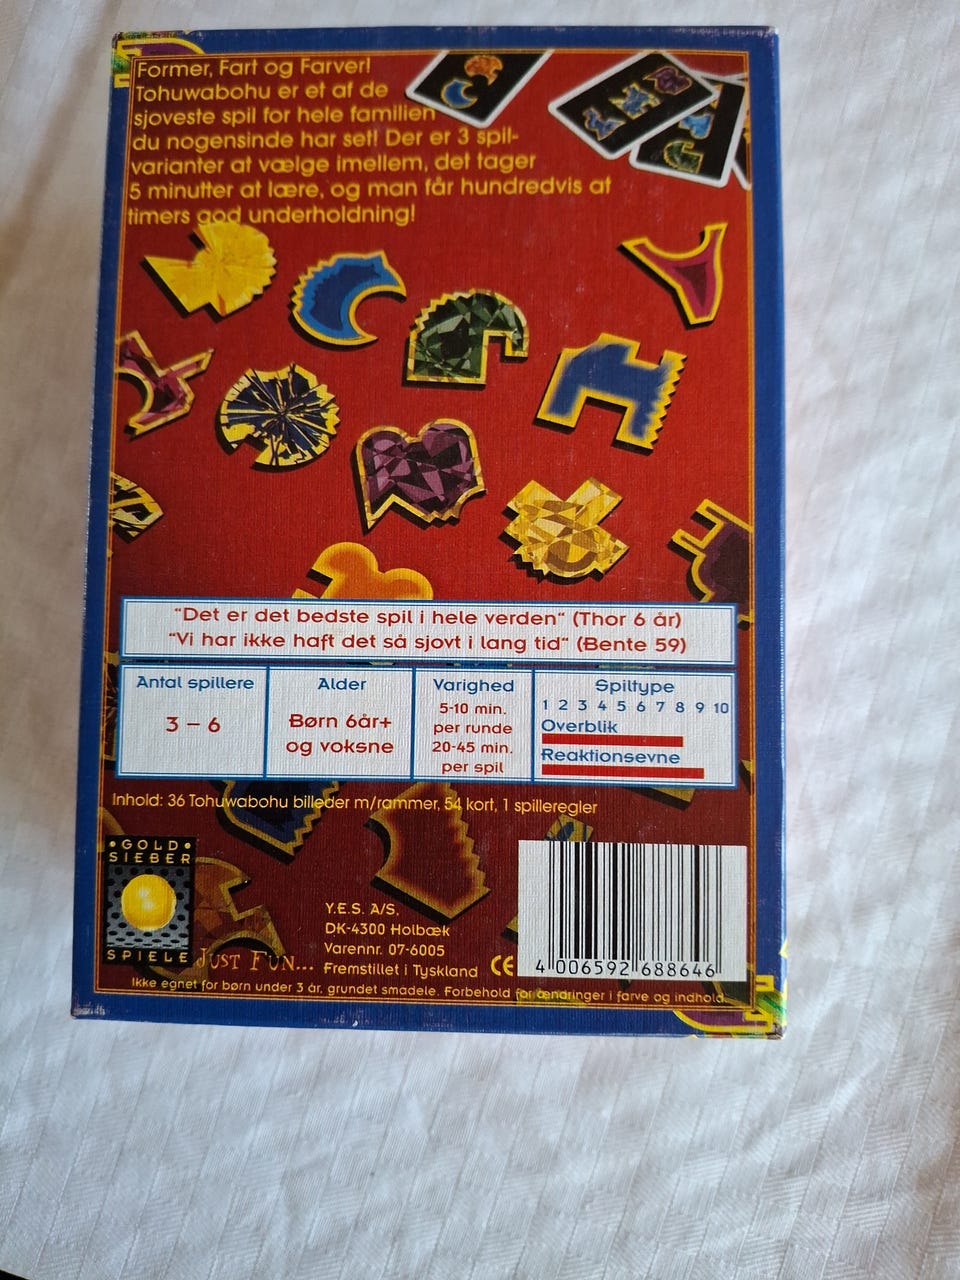 Former, Fart og Farver!
Tohuwabohu er et af de
sjoveste spil for hele familien
du nogensinde har set! Der er 3 spil-
varianter at vælge imellem, det tager
5 minutter at lære, og man får hundredvis af
timers god underholdning!
"Det er det bedste spil i hele verden" (Thor 6 år)
"Vi har ikke haft det så sjovt i lang tid" (Bente 59)
Antal spillere
3 – 6
Alder
Børn 6år+
og voksne
Varighed
5-10 min.
per runde
20-45 min.
per spil
Spiltype
1 2 3 4 5 6 7 8 9 10
Overblik
Reaktionsevne
Inhold: 36 Tohuwabohu billeder m/rammer, 54 kort, 1 spilleregler
•GOLD•
SIEBER
SPIELE
JUST FUN...
Y.E.S. A/S.
DK-4300 Holbæk
Varennr. 07-6005
Fremstillet i Tyskland CE
4 006592 688646
Ikke egnet for børn under 3 år, grundet smadele. Forbehold for ændringer i farve og indhold.